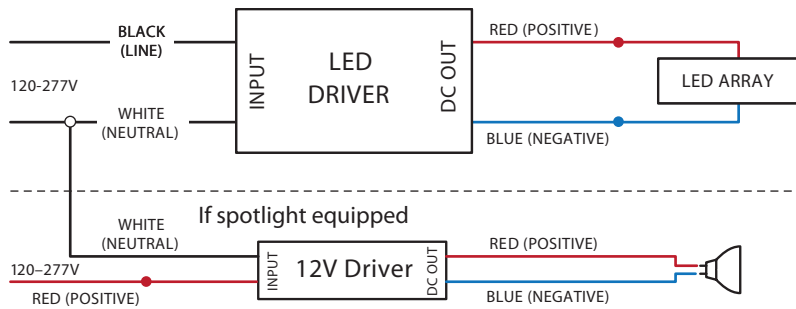 BLACK
(LINE)
120-277V
WHITE
(NEUTRAL)
INPUT
LED
DRIVER
DC OUT
RED (POSITIVE)
LED ARRAY
BLUE (NEGATIVE)
If spotlight equipped
WHITE
(NEUTRAL)
120–277V
RED (POSITIVE)
INPUT
12V Driver
DC OUT
RED (POSITIVE)
BLUE (NEGATIVE)